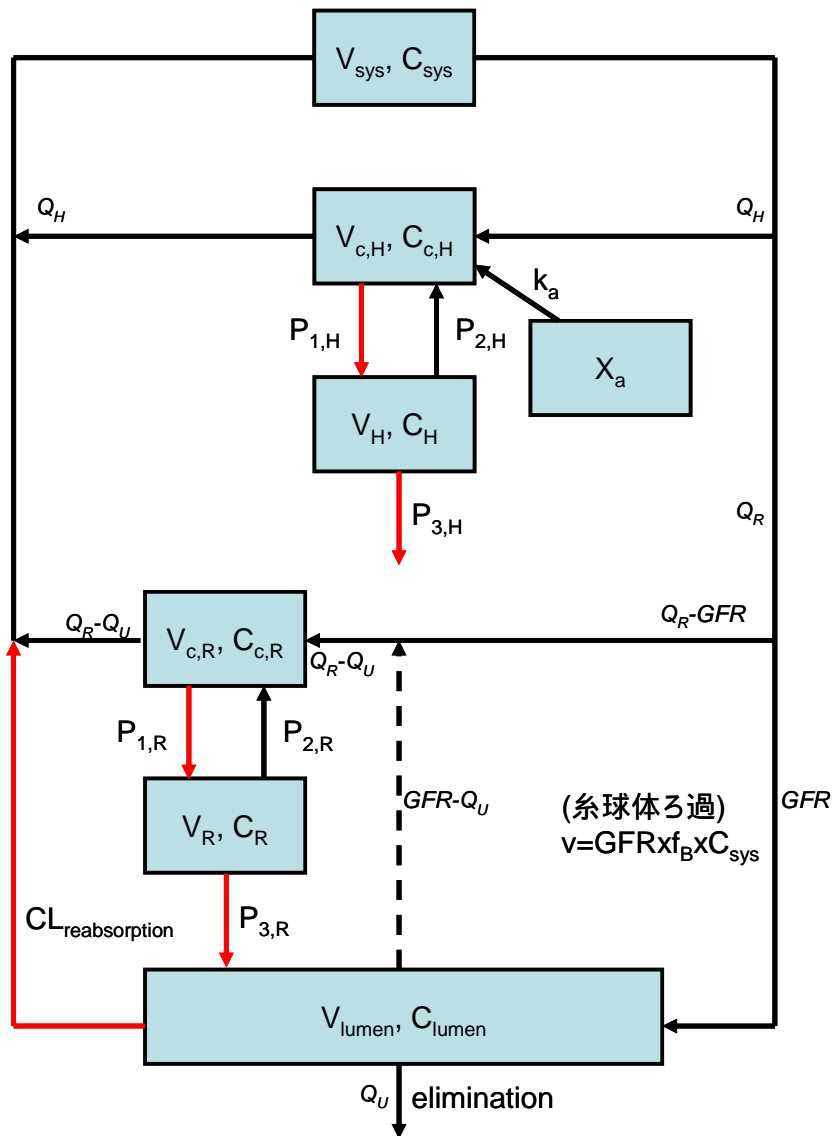 Vsys, Csys
QH
QH
Vc,H, Cc,H
ka
P1,H
P2,H
Xa
VH, CH
P3,H
QR
QR-QU
QR-GFR
Vc,R, Cc,R
QR-QU
P1,R
P2,R
GFR-QU
(糸球体ろ過)
GFR
v=GFRxfBxCsys
VR, CR
CLreabsorption
P3,R
Vlumen, Clumen
QU
elimination